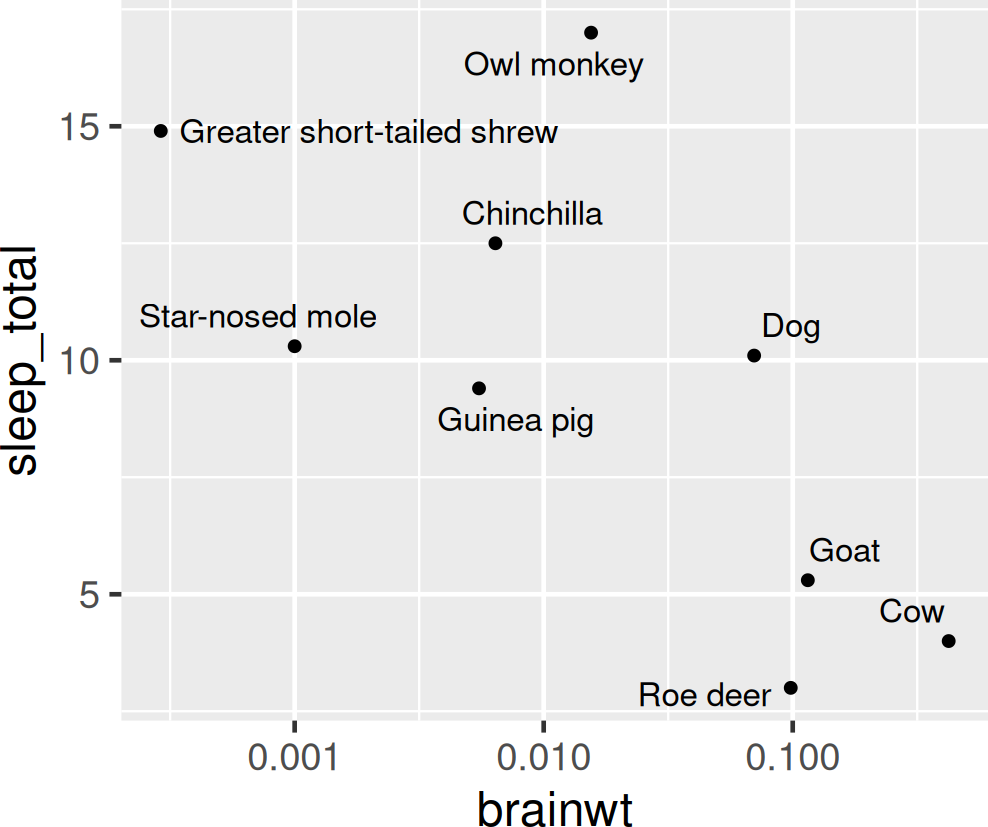 Owl monkey
15
Greater short-tailed shrew
Chinchilla
Star-nosed mole
Dog
10
Guinea pig
sleep_total
Goat
5
Cow
Roe deer
0.001
0.010
0.100
brainwt